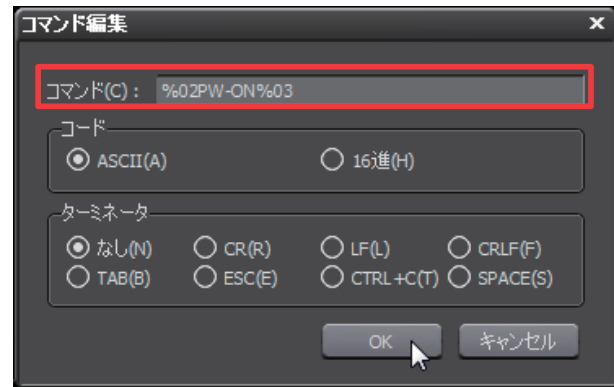 コマンド編集
コマンド(C)： %02PW-ON%03
コード
ASCII(A) 16進(H)
ターミネータ
なし(N) CR(R) LF(L) CRLF(F)
TAB(B) ESC(E) CTRL+C(T) SPACE(S)
OK キャンセル